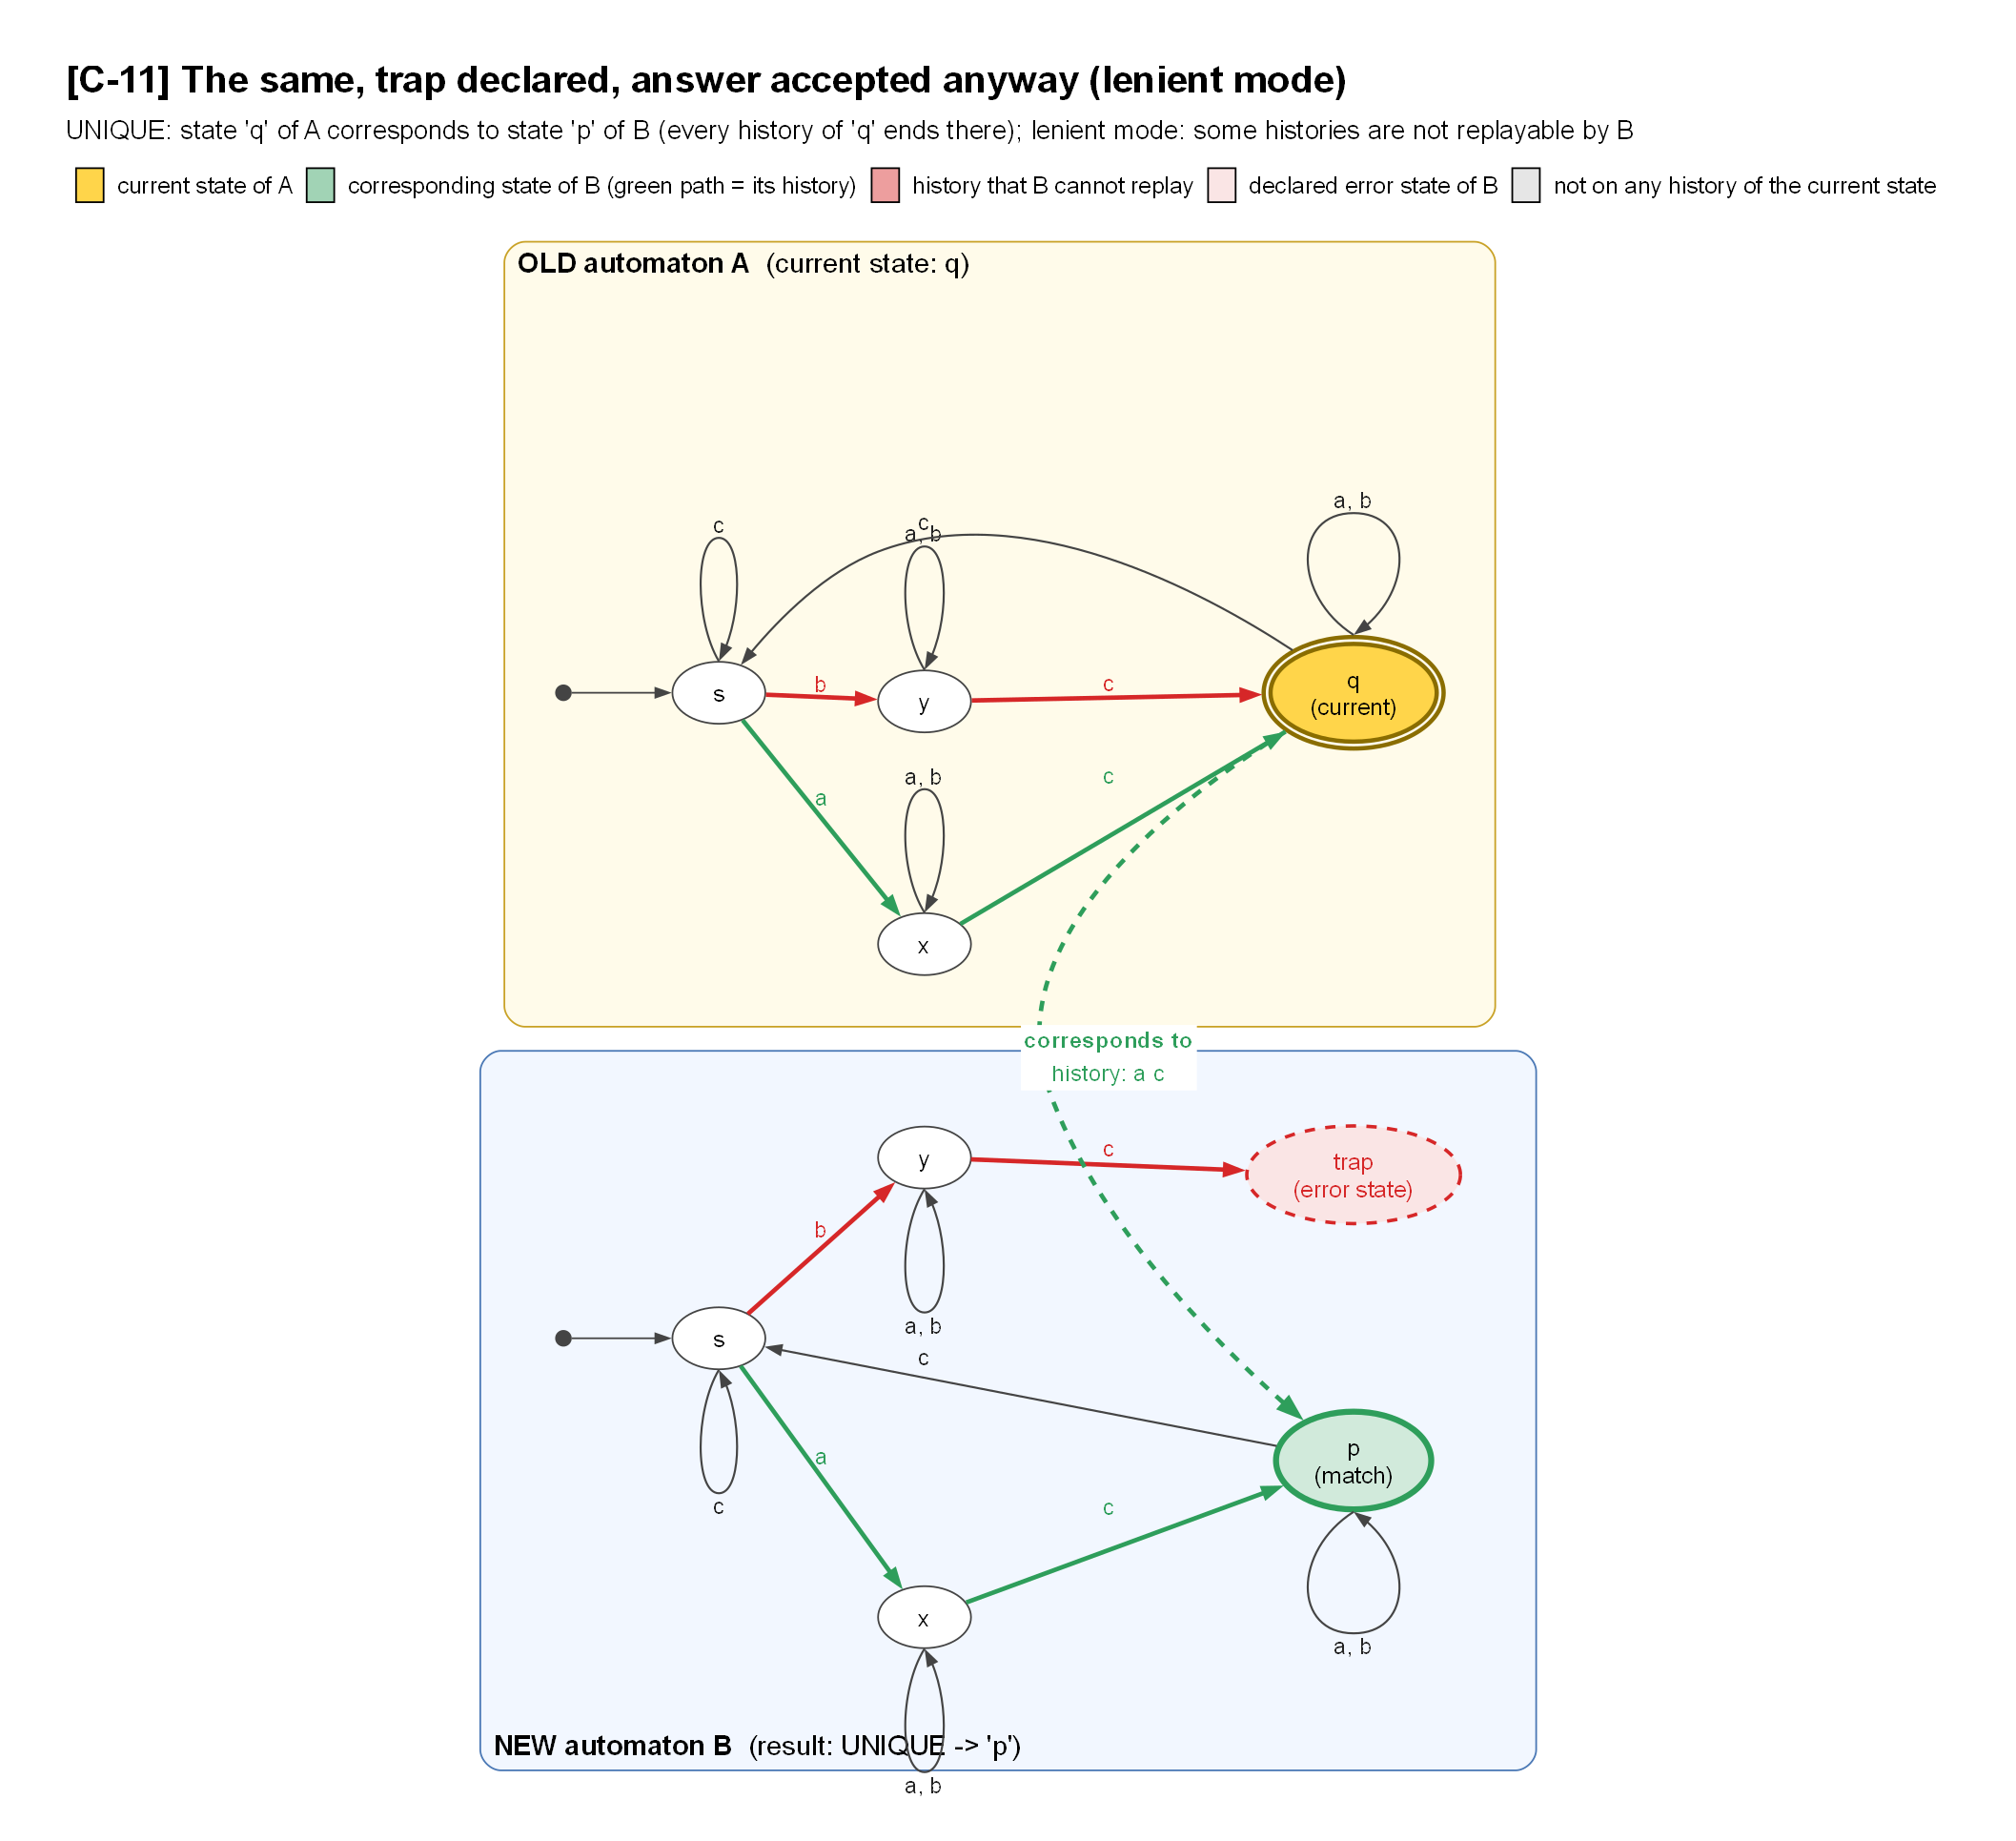 [C-11] The same, trap declared, answer accepted anyway (lenient mode)
UNIQUE: state 'q' of A corresponds to state 'p' of B (every history of 'q' ends there); lenient mode: some histories are not replayable by B
current state of A
corresponding state of B (green path = its history)
history that B cannot replay
declared error state of B
not on any history of the current state
OLD automaton A (current state: q)
a, b
c
c
a, b
s
b
y
c
q
(current)
a
a, b
c
x
corresponds to
history: a c
y
c
trap
(error state)
b
a, b
s
c
p
(match)
a
c
c
x
a, b
NEW automaton B (result: UNIQUE -> 'p')
a, b